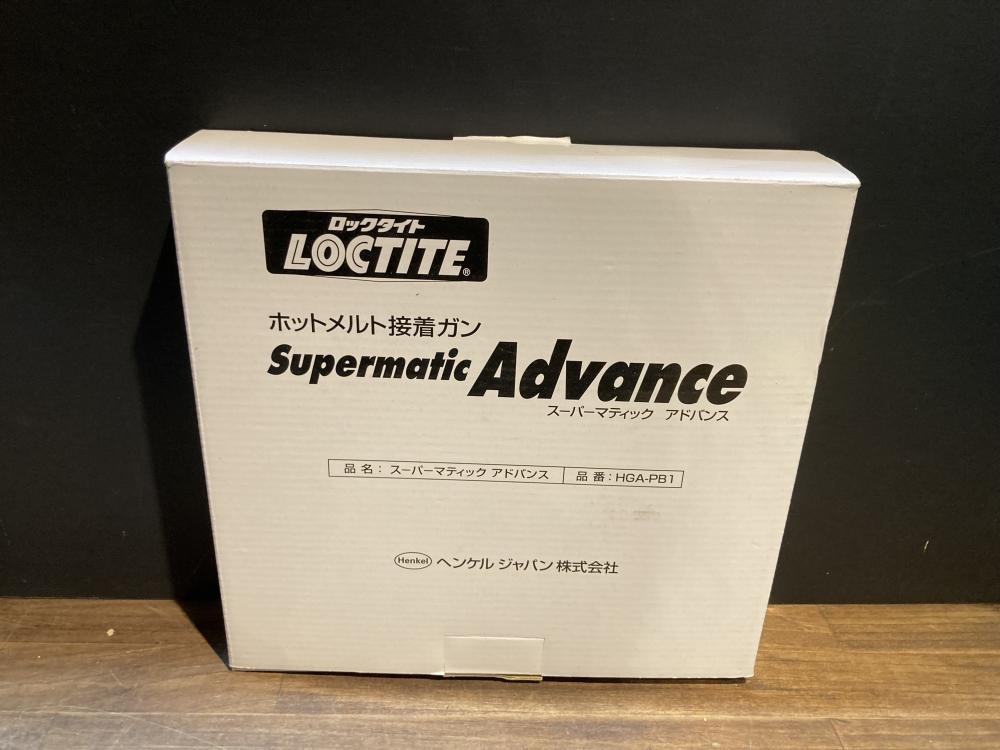 ロックタイト
LOCTITE®
ホットメルト接着ガン
Supermatic Advance
スーパーマティック アドバンス
品名：スーパーマティック アドバンス 品番：HGA-PB1
Henkel ヘンケル ジャパン株式会社